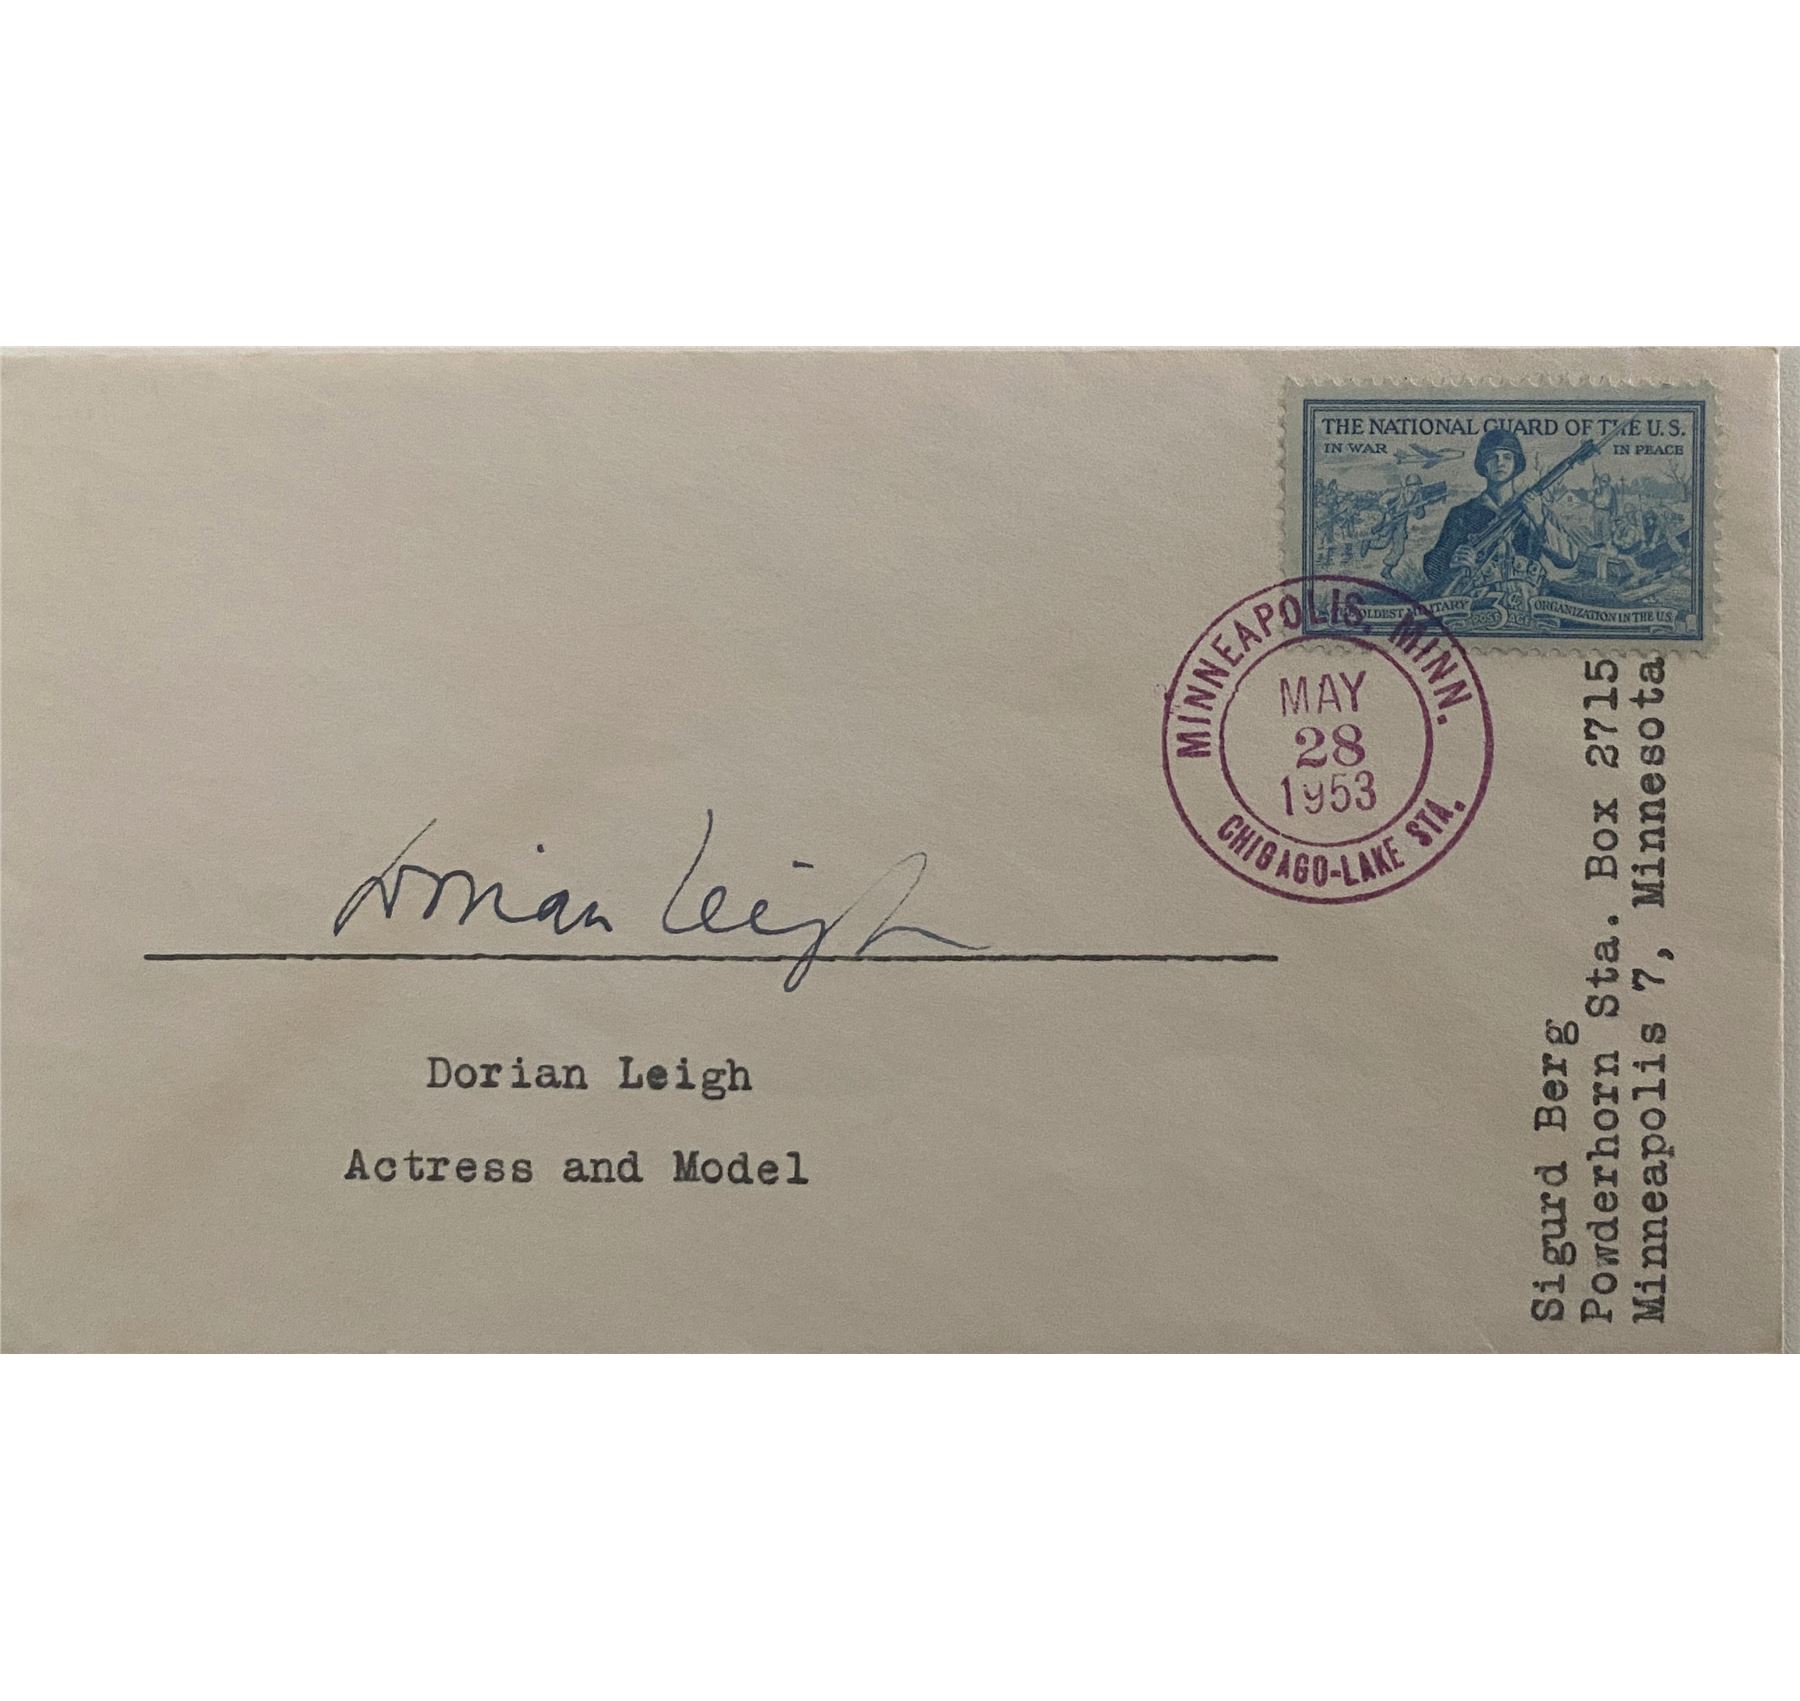 THE NATIONAL GUARD OF THE U.S.
IN WAR
IN PEACE
OLDEST MILITARY
3¢
ORGANIZATION IN THE U.S.
POSTAGE
MINNEAPOLIS, MINN.
MAY
28
1953
CHICAGO-LAKE STA.
Dorian Leigh
Dorian Leigh
Actress and Model
Sigurd Berg
Powderhorn Sta. Box 2715
Minneapolis 7, Minnesota